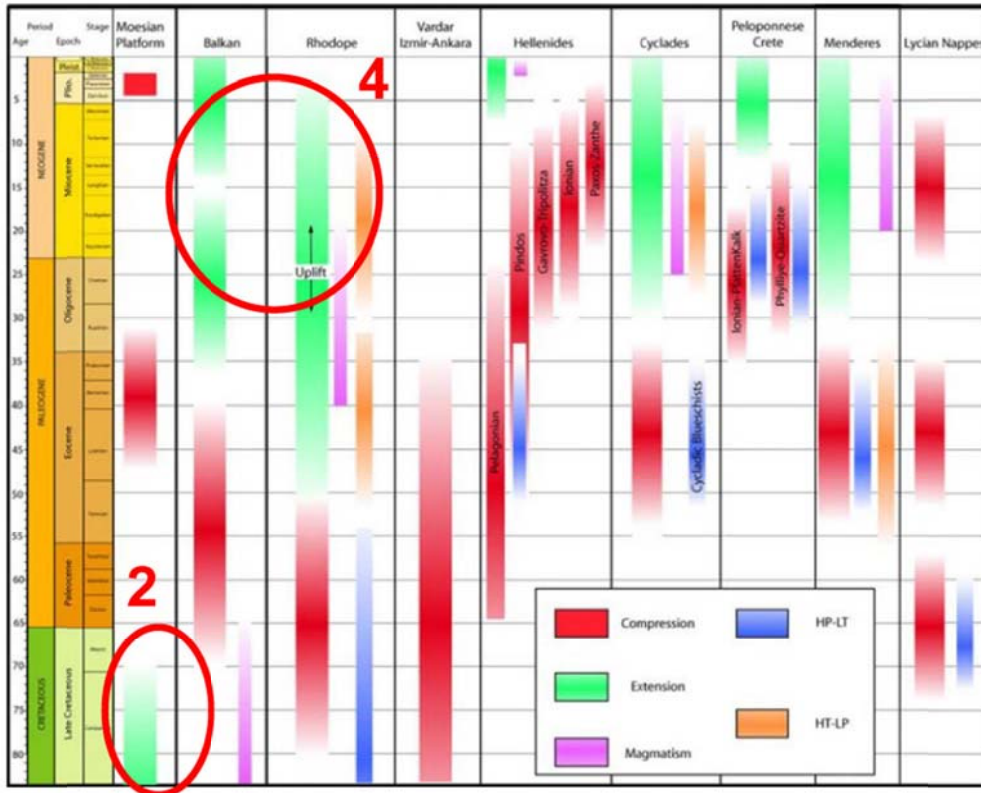 Period
Stage
Age
Epoch
Moesian
Platform
Balkan
Rhodope
Vardar
Izmir-Ankara
Hellenides
Cyclades
Peloponnese
Crete
Menderes
Lycian Nappes
NEOGENE
PALEOGENE
CRETACEOUS
Pleist.
Plio.
Miocene
Oligocene
Eocene
Paleocene
Late Cretaceous
5
10
15
20
25
30
35
40
45
50
55
60
65
70
75
80
4
2
Uplift
Pelagonian
Pindos
Gavrovo-Tripolitza
Ionian
Paxos-Zanthe
Cycladic Blueschists
Ionian-PlattenKalk
Phylliye-Quartzite
Compression
HP-LT
Extension
HT-LP
Magmatism